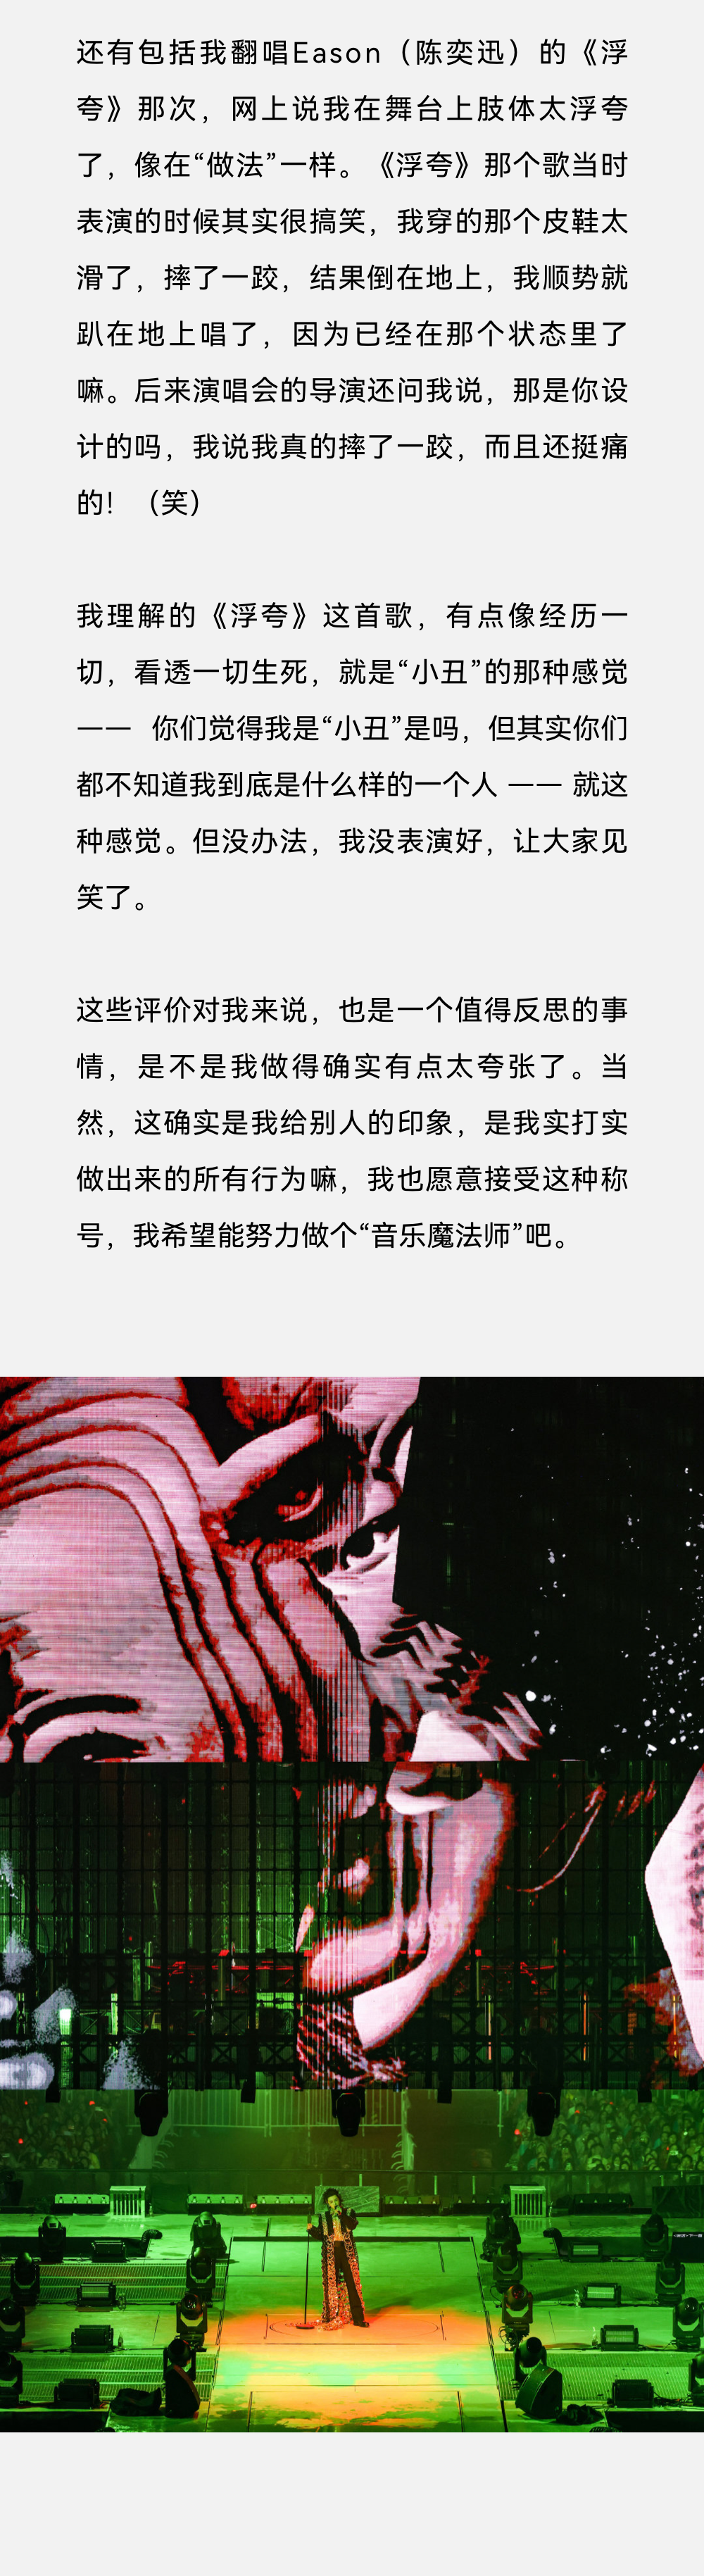 还有包括我翻唱Eason（陈奕迅）的《浮
夸》那次，网上说我在舞台上肢体太浮夸
了，像在“做法”一样。《浮夸》那个歌当时
表演的时候其实很搞笑，我穿的那个皮鞋太
滑了，摔了一跤，结果倒在地上，我顺势就
趴在地上唱了，因为已经在那个状态里了
嘛。后来演唱会的导演还问我说，那是你设
计的吗，我说我真的摔了一跤，而且还挺痛
的！（笑）
我理解的《浮夸》这首歌，有点像经历一
切，看透一切生死，就是“小丑”的那种感觉
—— 你们觉得我是“小丑”是吗，但其实你们
都不知道我到底是什么样的一个人 —— 就这
种感觉。但没办法，我没表演好，让大家见
笑了。
这些评价对我来说，也是一个值得反思的事
情，是不是我做得确实有点太夸张了。当
然，这确实是我给别人的印象，是我实打实
做出来的所有行为嘛，我也愿意接受这种称
号，我希望能努力做个“音乐魔法师”吧。